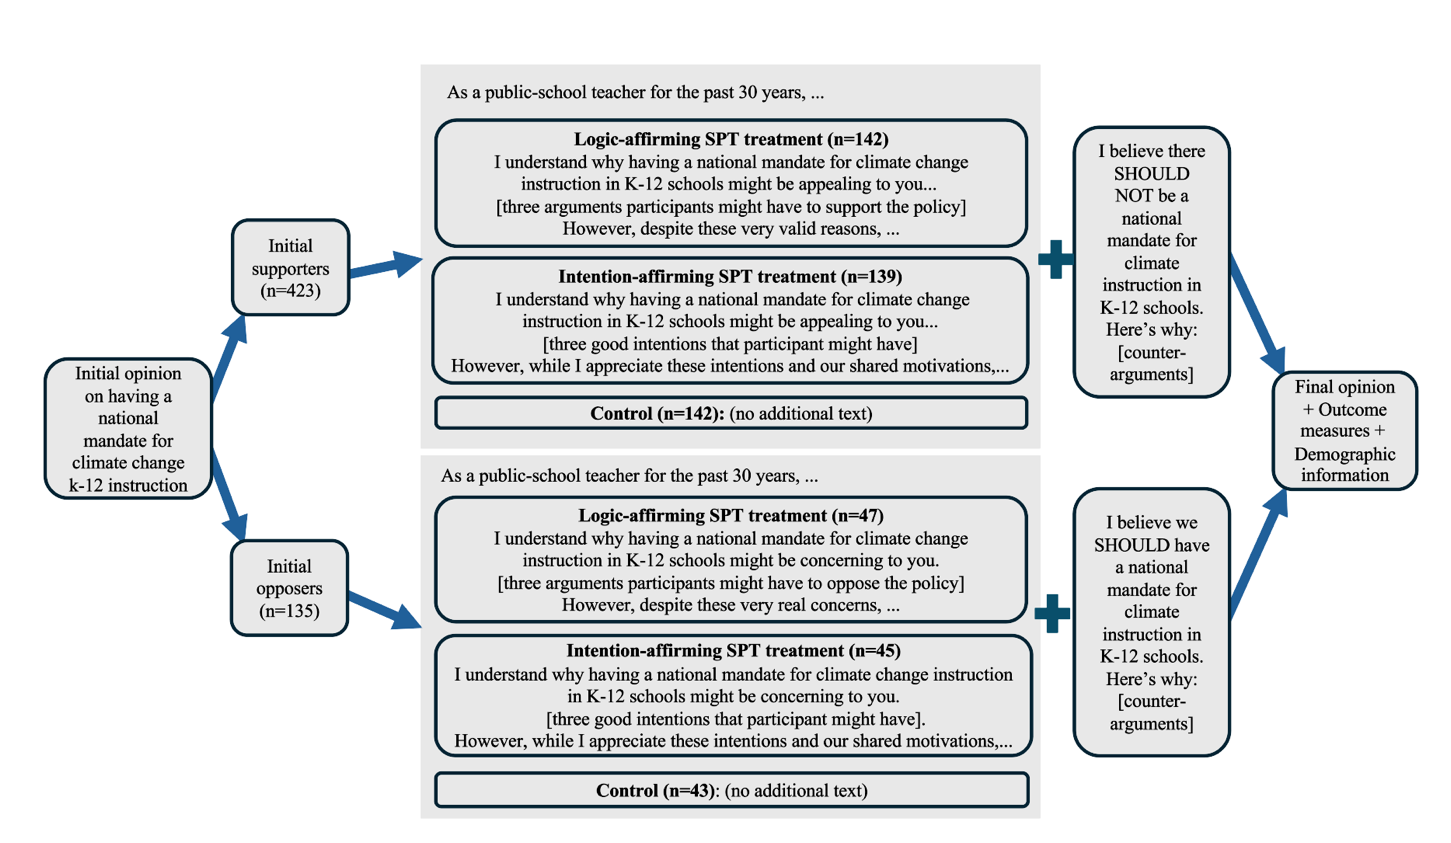 Initial opinion
on having a
national
mandate for
climate change
k-12 instruction
Initial
supporters
(n=423)
Initial
opposers
(n=135)
As a public-school teacher for the past 30 years, ...
Logic-affirming SPT treatment (n=142)
I understand why having a national mandate for climate change
instruction in K-12 schools might be appealing to you...
[three arguments participants might have to support the policy]
However, despite these very valid reasons, ...
Intention-affirming SPT treatment (n=139)
I understand why having a national mandate for climate change
instruction in K-12 schools might be appealing to you...
[three good intentions that participant might have]
However, while I appreciate these intentions and our shared motivations,...
Control (n=142): (no additional text)
As a public-school teacher for the past 30 years, ...
Logic-affirming SPT treatment (n=47)
I understand why having a national mandate for climate change
instruction in K-12 schools might be concerning to you.
[three arguments participants might have to oppose the policy]
However, despite these very real concerns, ...
Intention-affirming SPT treatment (n=45)
I understand why having a national mandate for climate change instruction
in K-12 schools might be concerning to you.
[three good intentions that participant might have].
However, while I appreciate these intentions and our shared motivations,...
Control (n=43): (no additional text)
I believe there
SHOULD
NOT be a
national
mandate for
climate
instruction in
K-12 schools.
Here's why:
[counter-
arguments]
I believe we
SHOULD have
a national
mandate for
climate
instruction in
K-12 schools.
Here's why:
[counter-
arguments]
Final opinion
+ Outcome
measures +
Demographic
information